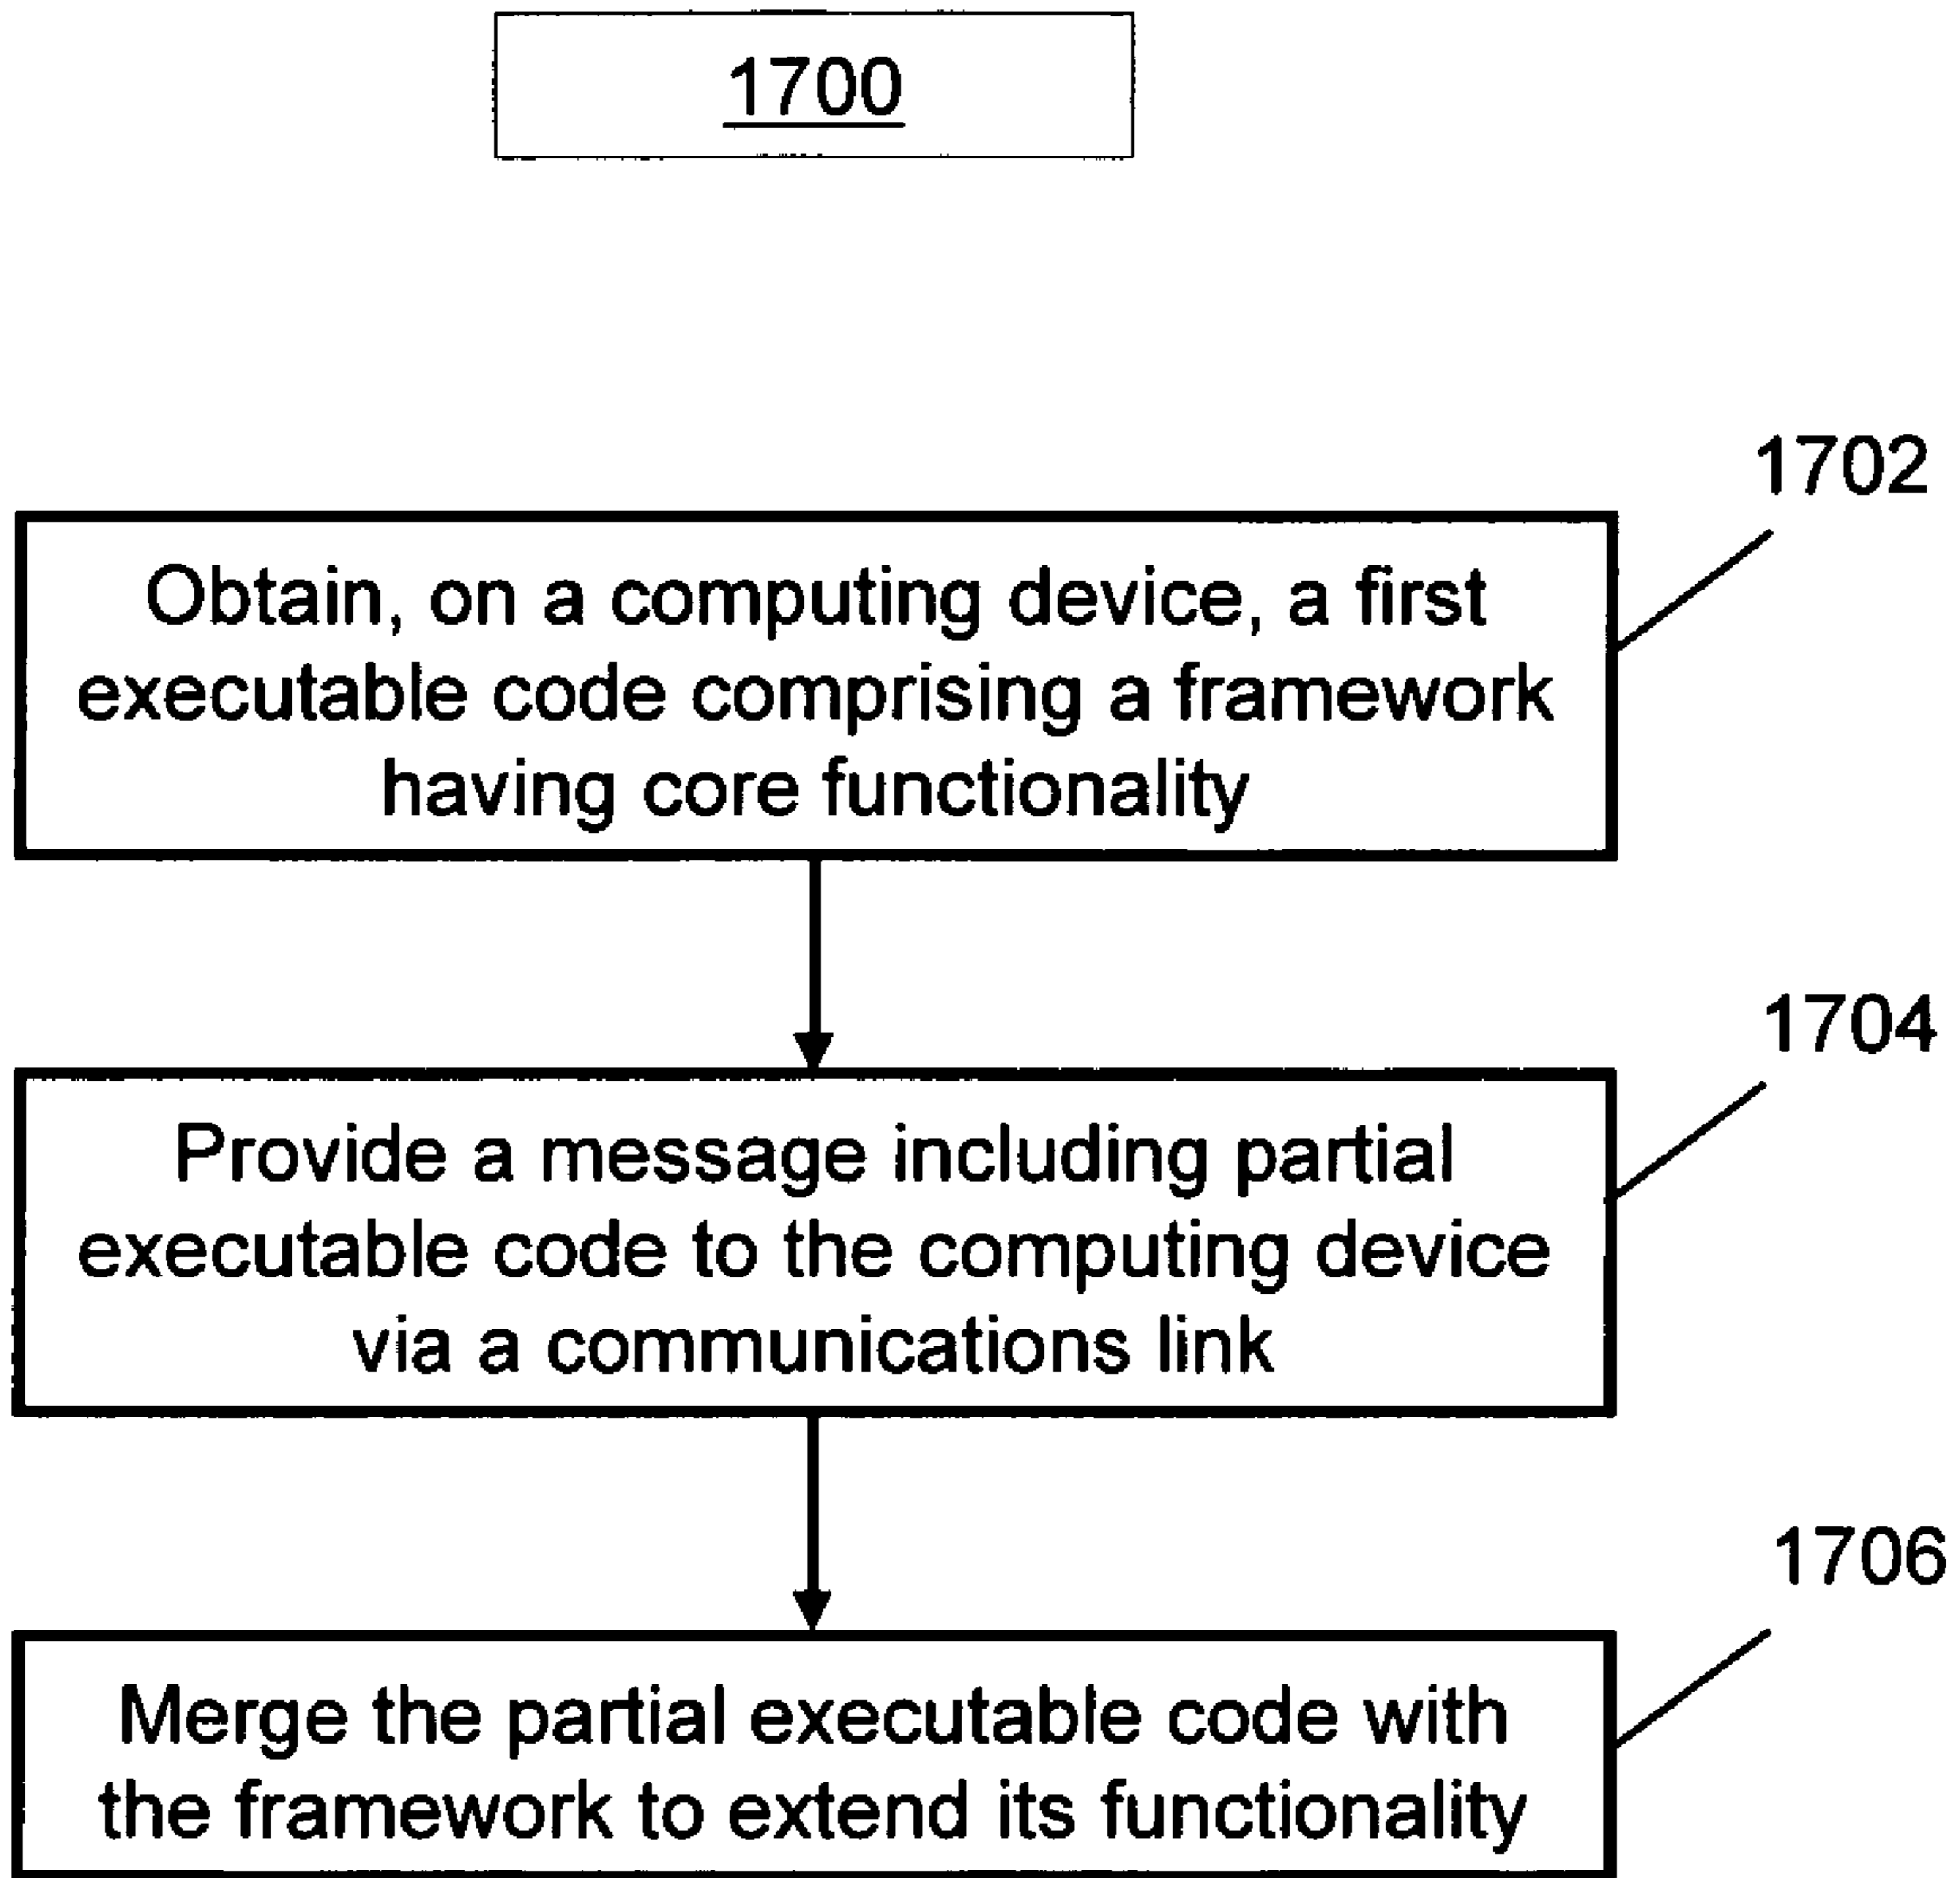 1700
1702
Obtain, on a computing device, a first
executable code comprising a framework
having core functionality
1704
Provide a message including partial
executable code to the computing device
via a communications link
1706
Merge the partial executable code with
the framework to extend its functionality